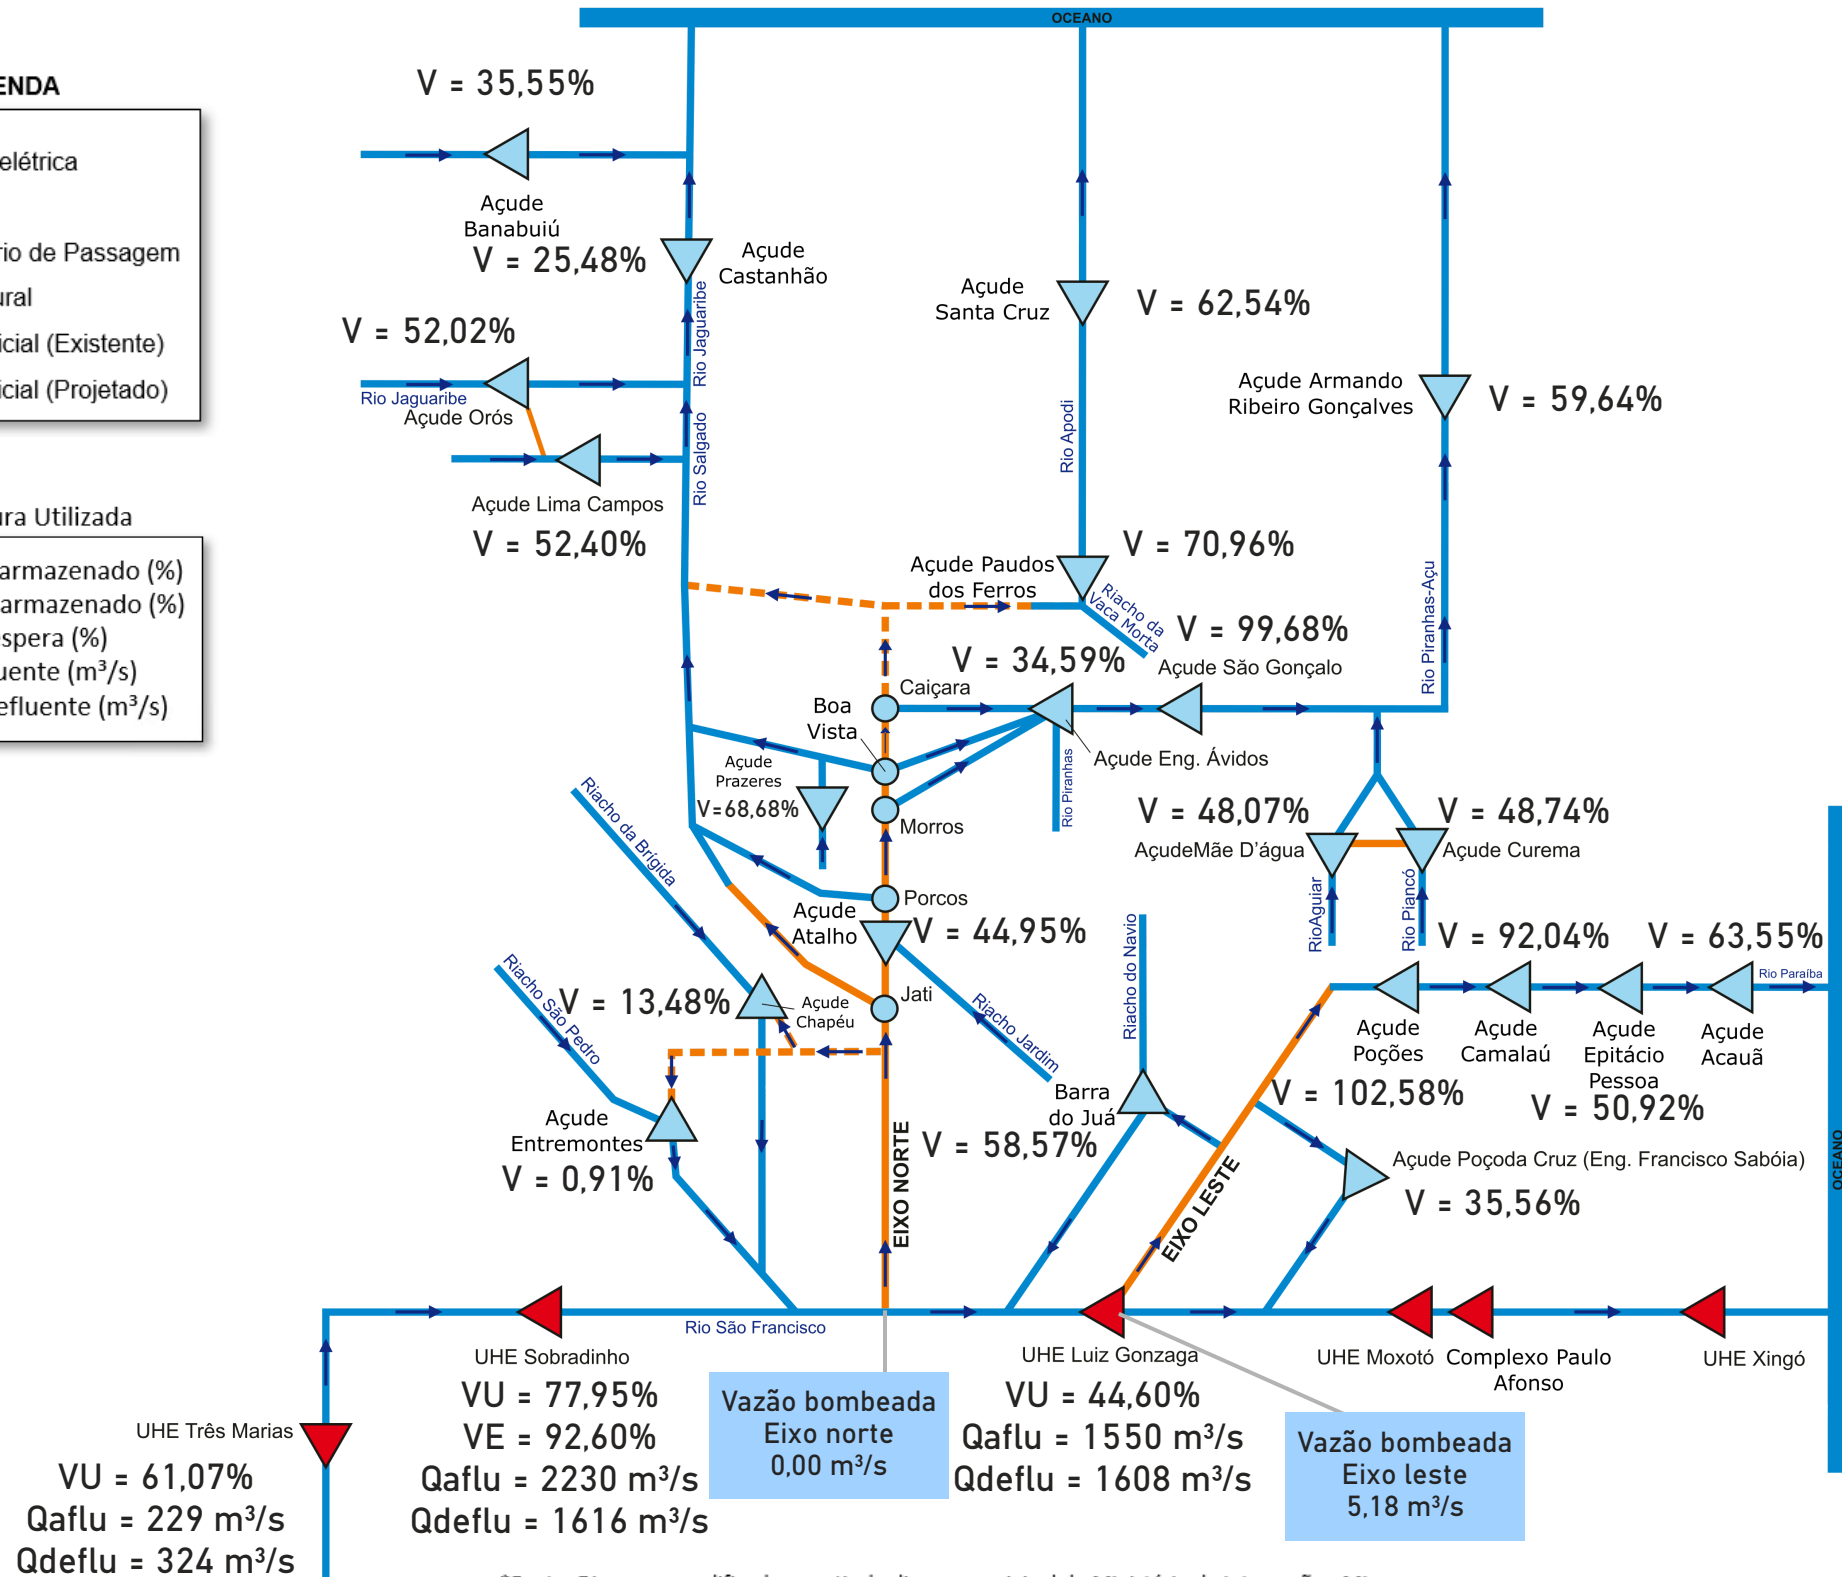 OCEANO
ENDA
elétrica
rio de Passagem
ural
icial (Existente)
icial (Projetado)
ura Utilizada
armazenado (%)
armazenado (%)
espera (%)
uente (m³/s)
efluente (m³/s)
V = 35,55%
Açude
Banabuiú
V = 25,48%
Açude
Castanhão
Rio Jaguaribe
V = 52,02%
Rio Jaguaribe
Açude Orós
Rio Salgado
Açude Lima Campos
V = 52,40%
Açude
Santa Cruz
V = 62,54%
Rio Apodi
Açude Armando
Ribeiro Gonçalves
V = 59,64%
Açude Paudos
dos Ferros
V = 70,96%
Riacho da
Vaca Morta
V = 99,68%
Açude São Gonçalo
V = 34,59%
Rio Piranhas-Açu
Caiçara
Boa
Vista
Açude Eng. Ávidos
Rio Piranhas
Açude
Prazeres
V=68,68%
Morros
Riacho da Brígida
V = 48,07%
AçudeMãe D'água
V = 48,74%
Açude Curema
RioAguiar
Rio Piancó
Porcos
Açude
Atalho
V = 44,95%
Riacho do Navio
V = 92,04%
V = 63,55%
Rio Paraíba
Riacho São Pedro
V = 13,48%
Açude
Chapéu
Jati
Riacho Jardim
Açude
Poções
Açude
Camalaú
Açude
Epitácio
Pessoa
Açude
Acauã
V = 102,58%
V = 50,92%
Barra
do Juá
V = 58,57%
Açude
Entremontes
V = 0,91%
EIXO NORTE
EIXO LESTE
Açude Poçoda Cruz (Eng. Francisco Sabóia)
V = 35,56%
OCEANO
Rio São Francisco
UHE Sobradinho
VU = 77,95%
VE = 92,60%
Qaflu = 2230 m³/s
Qdeflu = 1616 m³/s
Vazão bombeada
Eixo norte
0,00 m³/s
UHE Luiz Gonzaga
VU = 44,60%
Qaflu = 1550 m³/s
Qdeflu = 1608 m³/s
Vazão bombeada
Eixo leste
5,18 m³/s
UHE Moxotó
Complexo Paulo
Afonso
UHE Xingó
UHE Três Marias
VU = 61,07%
Qaflu = 229 m³/s
Qdeflu = 324 m³/s